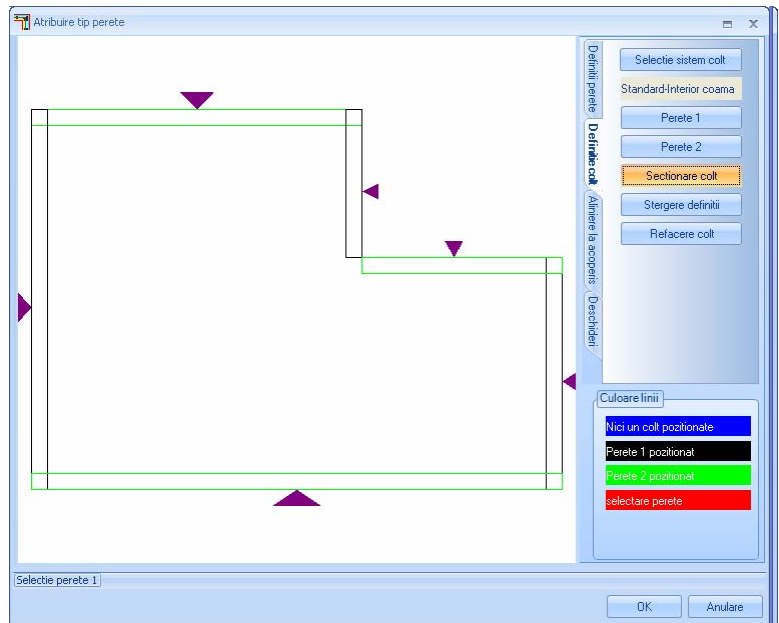 Atribuire tip perete
Definitii perete
Definitie colt
Aliniere la acoperis
Deschideri
Selectie sistem colt
Standard-Interior coama
Perete 1
Perete 2
Sectionare colt
Stergere definitii
Refacere colt
Culoare linii
Nici un colt pozitionate
Perete 1 pozitionat
Perete 2 pozitionat
selectare perete
Selectie perete 1
OK
Anulare